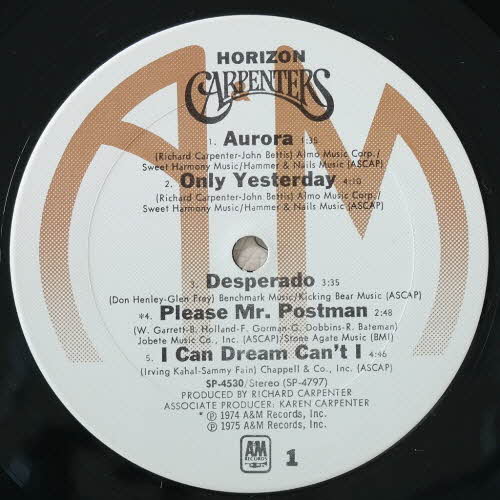 HORIZON
CARPENTERS
1. Aurora 1:35
(Richard Carpenter-John Bettis) Almo Music Corp./
Sweet Harmony Music/Hammer & Nails Music (ASCAP)
2. Only Yesterday 4:10
(Richard Carpenter-John Bettis) Almo Music Corp./
Sweet Harmony Music/Hammer & Nails Music (ASCAP)
3. Desperado 3:35
(Don Henley-Glen Frey) Benchmark Music/Kicking Bear Music (ASCAP)
*4. Please Mr. Postman 2:48
(W. Garrett-B. Holland-F. Gorman-G. Dobbins-R. Bateman)
Jobete Music Co., Inc. (ASCAP)/Stone Agate Music (BMI)
5. I Can Dream Can't I 4:46
(Irving Kahal-Sammy Fain) Chappell & Co., Inc. (ASCAP)
SP-4530/Stereo (SP-4797)
PRODUCED BY RICHARD CARPENTER
ASSOCIATE PRODUCER: KAREN CARPENTER
* ℗ 1974 A&M Records, Inc.
℗ 1975 A&M Records, Inc.
A&M
RECORDS
1